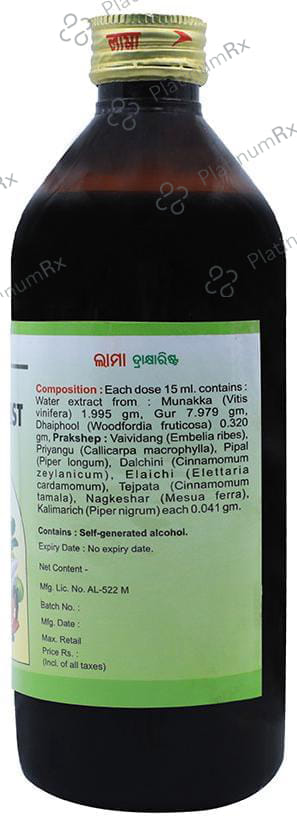 ଲାମା
ଲାମା ଦ୍ରାକ୍ଷାରିଷ୍ଟ
ST
Composition : Each dose 15 ml. contains :
Water extract from : Munakka (Vitis
vinifera) 1.995 gm, Gur 7.979 gm,
Dhaiphool (Woodfordia fruticosa) 0.320
gm, Prakshep : Vaividang (Embelia ribes),
Priyangu (Callicarpa macrophylla), Pipal
(Piper longum), Dalchini (Cinnamomum
zeylanicum), Elaichi (Elettaria
cardamomum), Tejpata (Cinnamomum
tamala), Nagkeshar (Mesua ferra),
Kalimarich (Piper nigrum) each 0.041 gm.
Contains : Self-generated alcohol.
Expiry Date : No expiry date.
Net Content -
Mfg. Lic. No. AL-522 M
Batch No. :
Mfg. Date :
Max. Retail
Price Rs. :
(Incl. of all taxes)
PlatinumRx